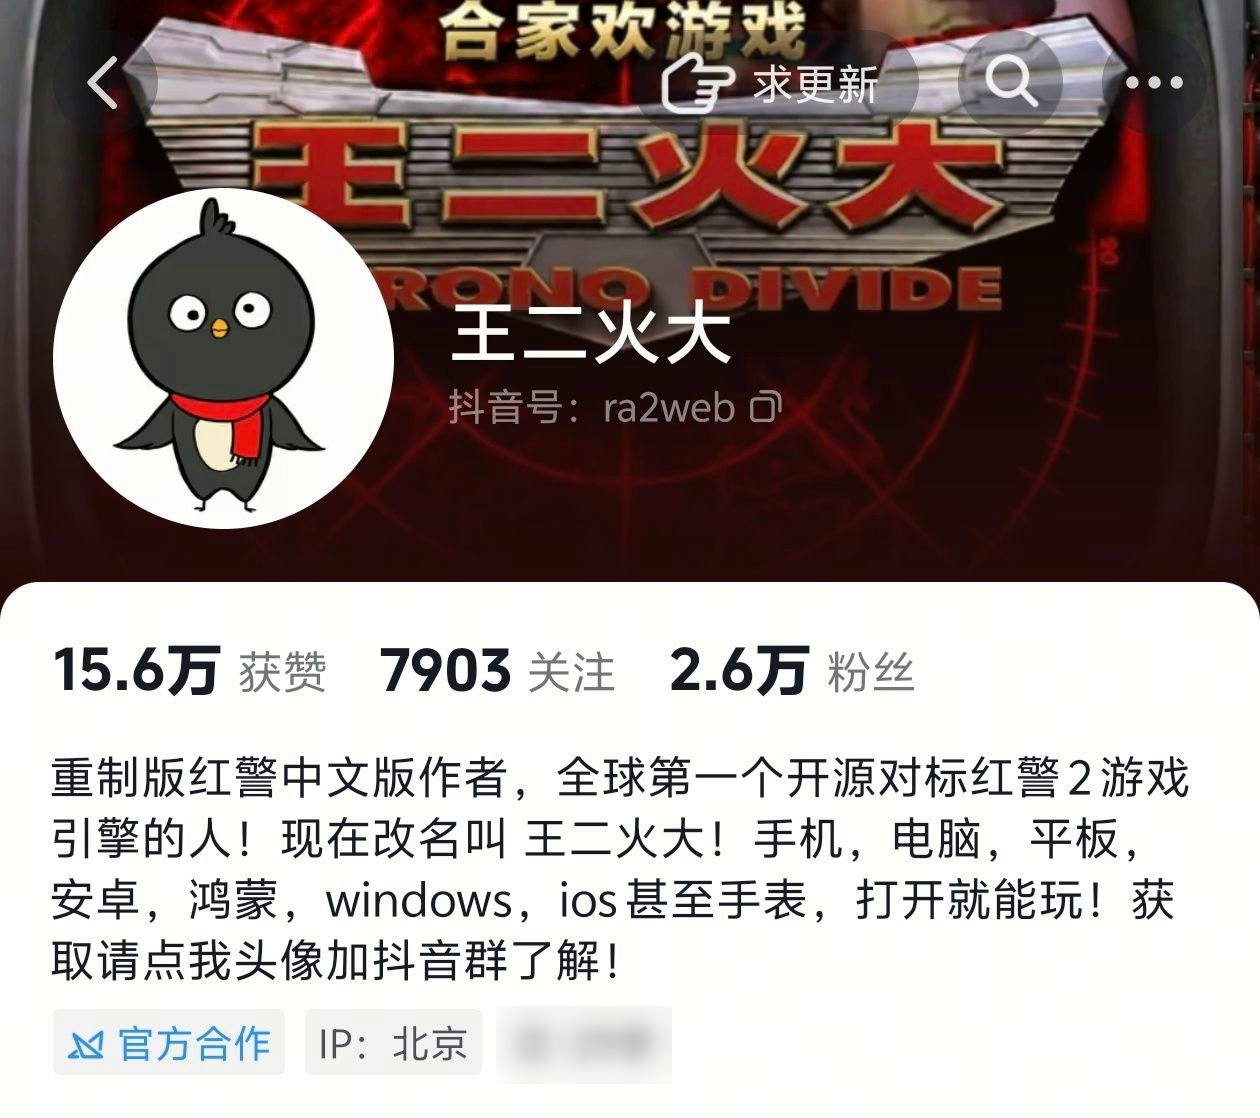 合家欢游戏
求更新
王二火大
RONO DIVIDE
王二火大
抖音号：ra2web
15.6万 获赞 7903 关注 2.6万 粉丝
重制版红警中文版作者，全球第一个开源对标红警2游戏
引擎的人！现在改名叫 王二火大！手机，电脑，平板，
安卓，鸿蒙，windows，ios甚至手表，打开就能玩！获
取请点我头像加抖音群了解！
官方合作 IP：北京